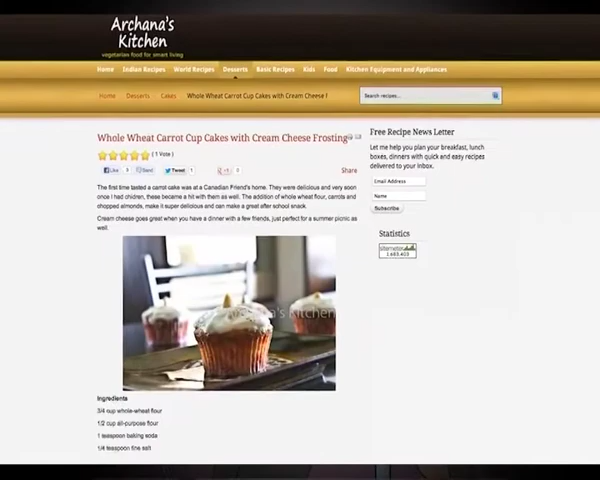 Archana's
Kitchen
vegetarian food for smart living
Home Indian Recipes World Recipes Desserts Basic Recipes Kids Food Kitchen Equipment and Appliances
Home Desserts Cakes Whole Wheat Carrot Cup Cakes with Cream Cheese F
Search recipes...
Whole Wheat Carrot Cup Cakes with Cream Cheese Frosting
( 1 Vote )
Like Send Tweet 1 +1 0 Share
The first time tasted a carrot cake was at a Canadian Friend's home. They were delicious and very soon
once I had chidren, these became a hit with them as well. The addition of whole wheat flour, carrots and
chopped almonds, make it super delicious and can make a great after school snack.
Cream cheese goes great when you have a dinner with a few friends, just perfect for a summer picnic as
well.
Archana's Kitchen
Ingredients
3/4 cup whole-wheat flour
1/2 cup all-purpose flour
1 teaspoon baking soda
1/4 teaspoon fine salt
Free Recipe News Letter
Let me help you plan your breakfast, lunch
boxes, dinners with quick and easy recipes
delivered to your inbox.
Email Address
Name
Subscribe
Statistics
sitemeter
1,683,403